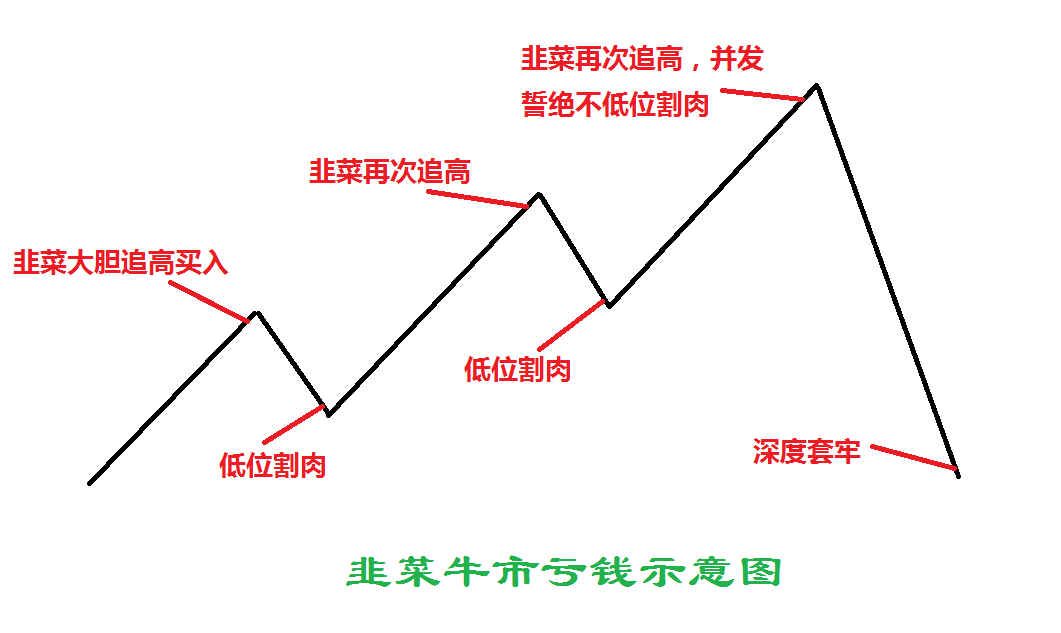 韭菜再次追高，并发
誓绝不低位割肉
韭菜再次追高
韭菜大胆追高买入
低位割肉
低位割肉
深度套牢
韭菜牛市亏钱示意图